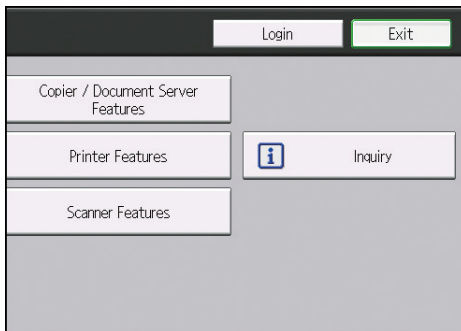 Login
Exit
Copier / Document Server
Features
Printer Features
Inquiry
Scanner Features